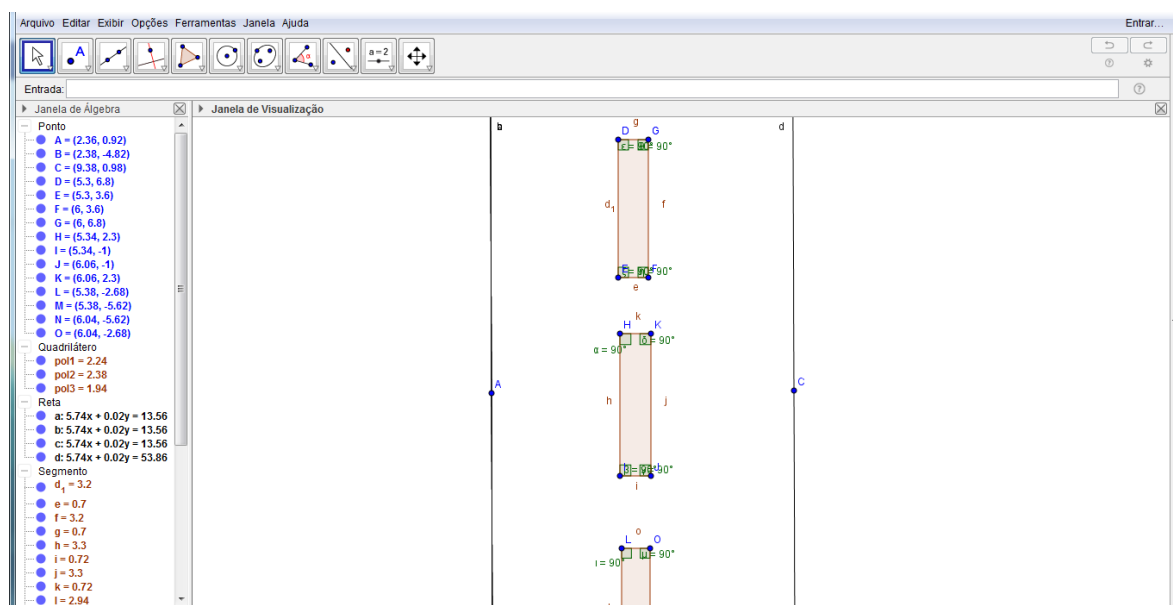 Arquivo Editar Exibir Opções Ferramentas Janela Ajuda
Entrar...
A
α
a = 2
Entrada:
Janela de Álgebra
Janela de Visualização
Ponto
A = (2.36, 0.92)
B = (2.38, -4.82)
C = (9.38, 0.98)
D = (5.3, 6.8)
E = (5.3, 3.6)
F = (6, 3.6)
G = (6, 6.8)
H = (5.34, 2.3)
I = (5.34, -1)
J = (6.06, -1)
K = (6.06, 2.3)
L = (5.38, -2.68)
M = (5.38, -5.62)
N = (6.04, -5.62)
O = (6.04, -2.68)
Quadrilátero
pol1 = 2.24
pol2 = 2.38
pol3 = 1.94
Reta
a: 5.74x + 0.02y = 13.56
b: 5.74x + 0.02y = 13.56
c: 5.74x + 0.02y = 13.56
d: 5.74x + 0.02y = 53.86
Segmento
d₁ = 3.2
e = 0.7
f = 3.2
g = 0.7
h = 3.3
i = 0.72
j = 3.3
k = 0.72
l = 2.94
g
d
D G
= 90°
d₁ f
F
90°
e
k
H K
α = 90° δ = 90°
A
C
h j
90°
i
o
L O
ι = 90° μ = 90°